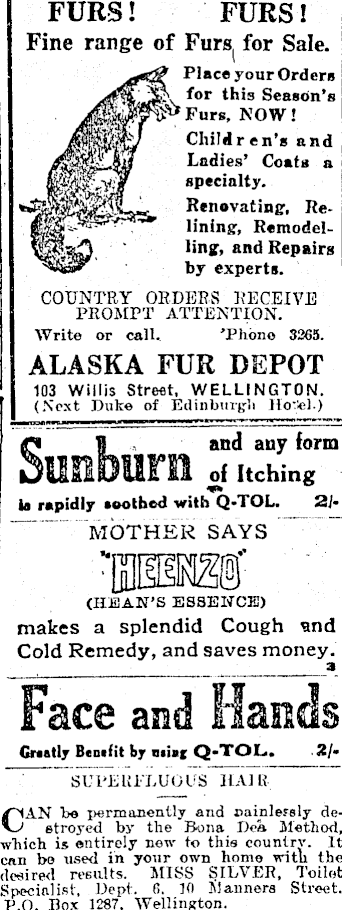 FURS! FURS!
Fine range of Furs for Sale.
Place your Orders
for this Season's
Furs, NOW!
Children's and
Ladies' Coats a
specialty.
Renovating, Re-
lining, Remodel-
ling, and Repairs
by experts.
COUNTRY ORDERS RECEIVE
PROMPT ATTENTION.
Write or call. 'Phone 3265.
ALASKA FUR DEPOT
103 Willis Street, WELLINGTON.
(Next Duke of Edinburgh Hotel.)
Sunburn and any form
of Itching
is rapidly soothed with Q-TOL. 2/-
MOTHER SAYS
"HEENZO"
(HEAN'S ESSENCE)
makes a splendid Cough and
Cold Remedy, and saves money.
3
Face and Hands
Greatly Benefit by using Q-TOL. 2/-
SUPERFLUOUS HAIR
CAN be permanently and painlessly de-
stroyed by the Bona Dea Method,
which is entirely new to this country. It
can be used in your own home with the
desired results. MISS SILVER, Toilet
Specialist, Dept. 6, 10 Manners Street.
P.O. Box 1287, Wellington.